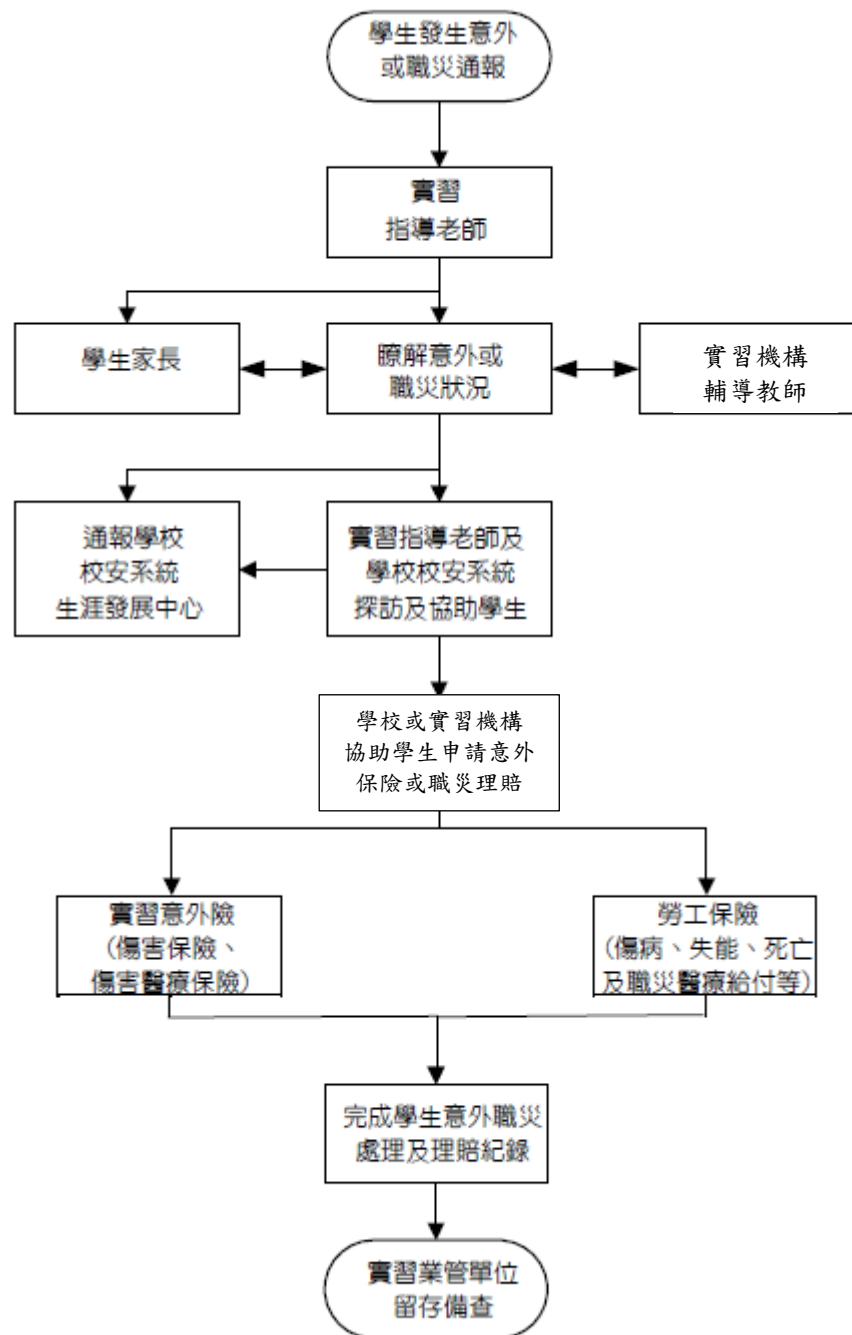 學生發生意外
或職災通報
實習
指導老師
學生家長
瞭解意外或
職災狀況
實習機構
輔導教師
通報學校
校安系統
生涯發展中心
實習指導老師及
學校校安系統
探訪及協助學生
學校或實習機構
協助學生申請意外
保險或職災理賠
實習意外險
(傷害保險、
傷害醫療保險)
勞工保險
(傷病、失能、死亡
及職災醫療給付等)
完成學生意外職災
處理及理賠紀錄
實習業管單位
留存備查